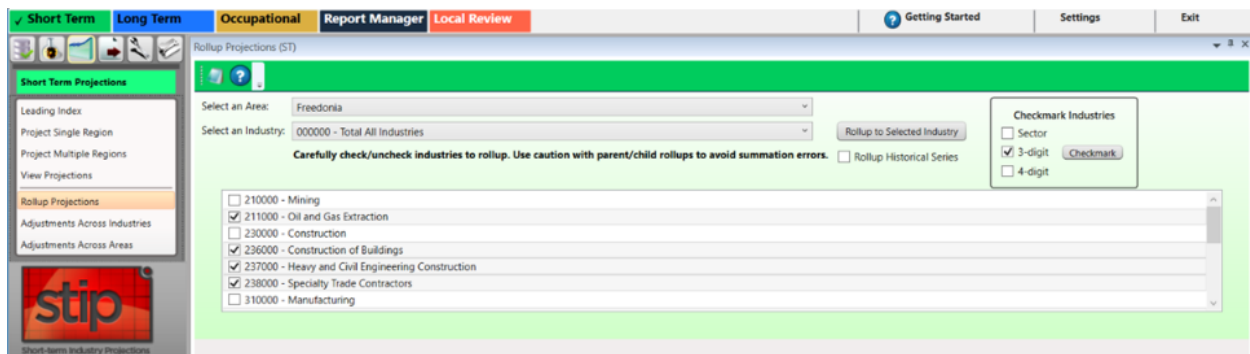 ✓ Short Term Long Term Occupational Report Manager Local Review Getting Started Settings Exit
Rollup Projections (ST)
Short Term Projections
Leading Index
Project Single Region
Project Multiple Regions
View Projections
Rollup Projections
Adjustments Across Industries
Adjustments Across Areas
stip
Short-term Industry Projections
Select an Area: Freedonia
Select an Industry: 000000 - Total All Industries Rollup to Selected Industry
Carefully check/uncheck industries to rollup. Use caution with parent/child rollups to avoid summation errors. Rollup Historical Series
Checkmark Industries
Sector
3-digit Checkmark
4-digit
210000 - Mining
211000 - Oil and Gas Extraction
230000 - Construction
236000 - Construction of Buildings
237000 - Heavy and Civil Engineering Construction
238000 - Specialty Trade Contractors
310000 - Manufacturing